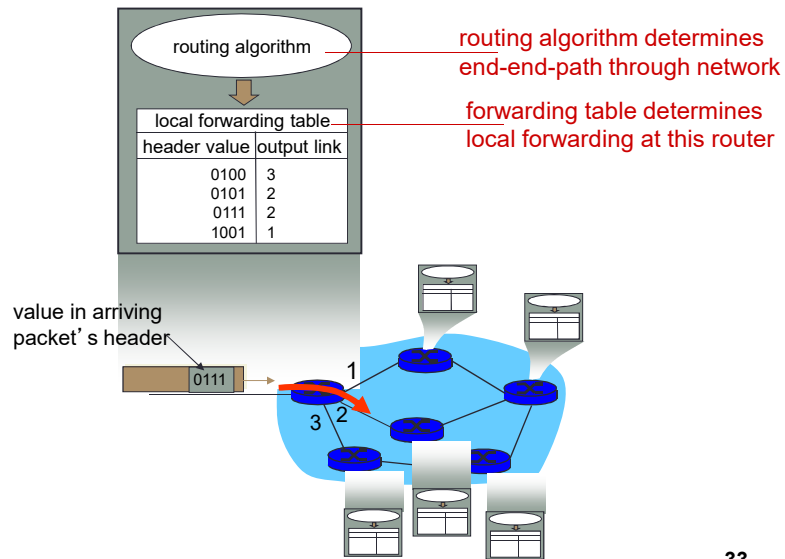 routing algorithm
routing algorithm determines
end-end-path through network
local forwarding table
header value output link
0100 3
0101 2
0111 2
1001 1
forwarding table determines
local forwarding at this router
value in arriving
packet’s header
0111
1
2
3
33